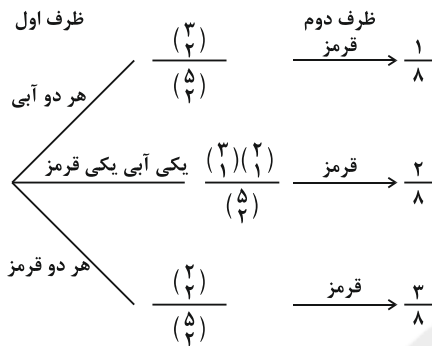 ظرف اول ظرف دوم
هر دو آبی (۳ ۲) / (۵ ۲) قرمز ۱/۸
یکی آبی یکی قرمز (۳ ۱)(۲ ۱) / (۵ ۲) قرمز ۲/۸
هر دو قرمز (۲ ۲) / (۵ ۲) قرمز ۳/۸